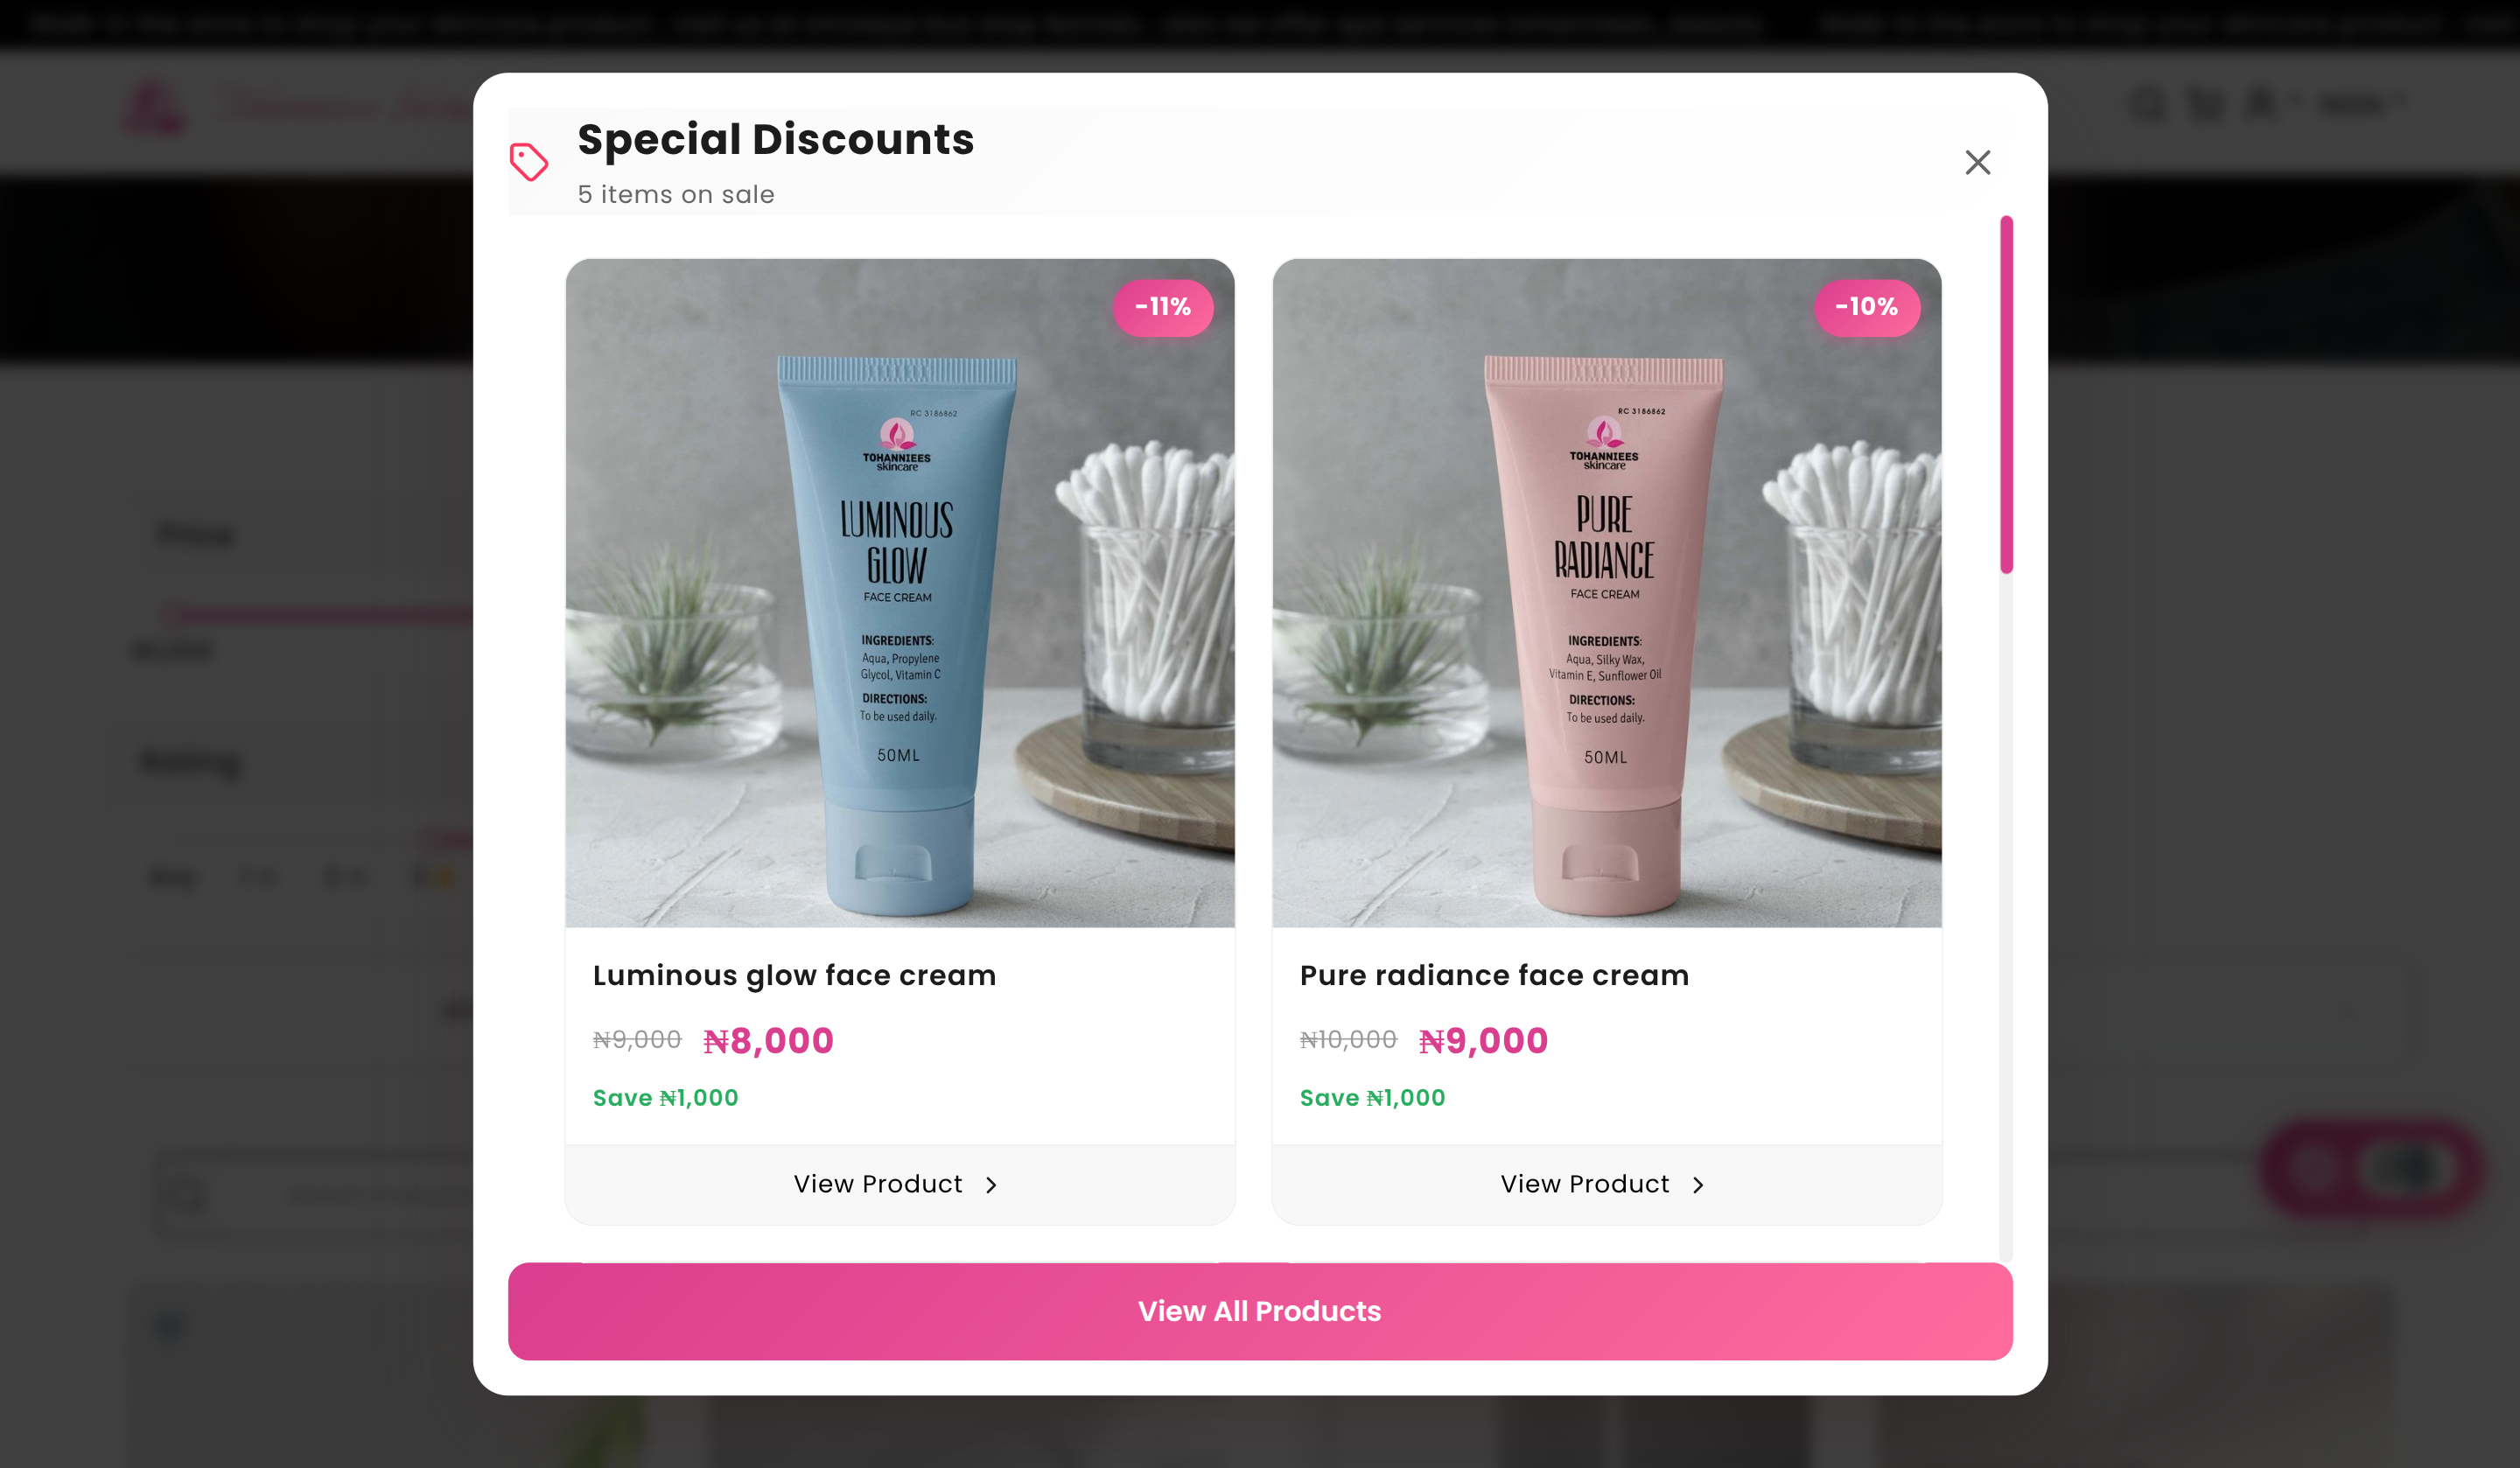 Special Discounts
5 items on sale
-11%
RC 3186862
TOHANNIEES
skincare
LUMINOUS
GLOW
FACE CREAM
INGREDIENTS:
Aqua, Propylene
Glycol, Vitamin C
DIRECTIONS:
To be used daily.
50ML
Luminous glow face cream
₦9,000 ₦8,000
Save ₦1,000
View Product
-10%
RC 3186862
TOHANNIEES
skincare
PURE
RADIANCE
FACE CREAM
INGREDIENTS:
Aqua, Silky Wax,
Vitamin E, Sunflower Oil
DIRECTIONS:
To be used daily.
50ML
Pure radiance face cream
₦10,000 ₦9,000
Save ₦1,000
View Product
View All Products
Price
Rating
Any